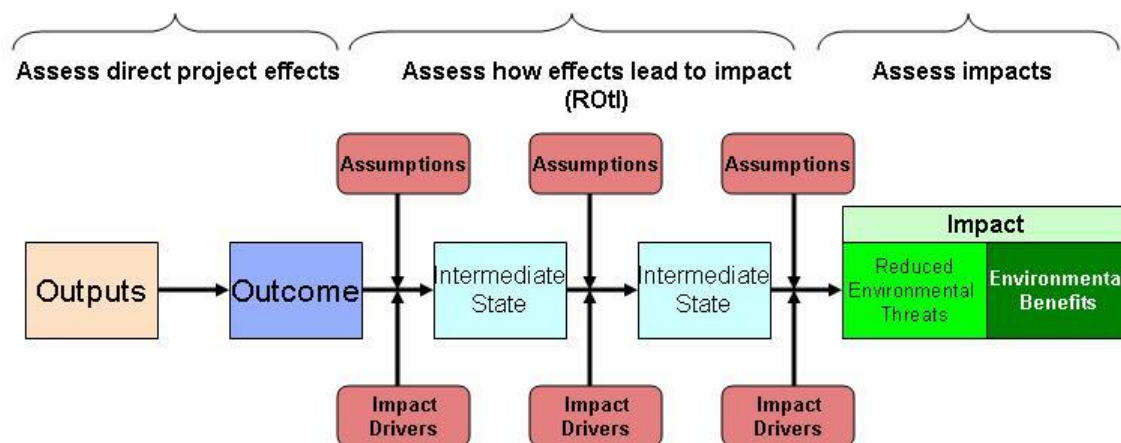 Assess direct project effects
Assess how effects lead to impact
(ROtI)
Assess impacts
Assumptions
Assumptions
Assumptions
Outputs
Outcome
Intermediate
State
Intermediate
State
Impact
Reduced
Environmental
Threats
Environmenta
Benefits
Impact
Drivers
Impact
Drivers
Impact
Drivers